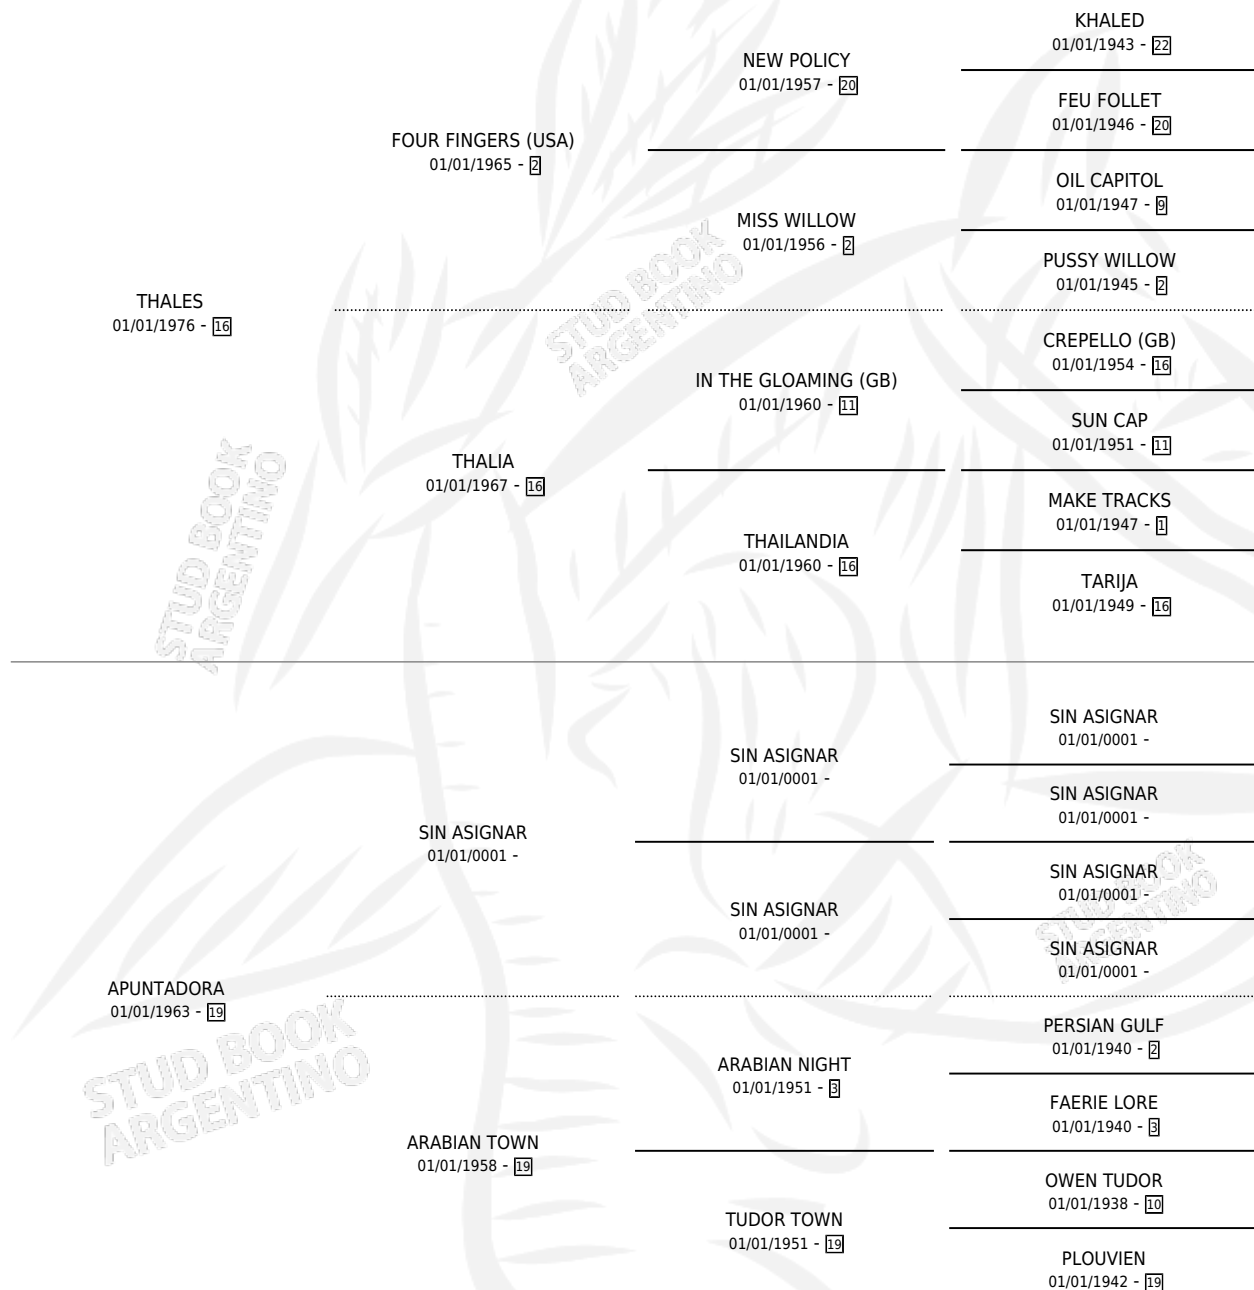 THALES
01/01/1976 - 16
FOUR FINGERS (USA)
01/01/1965 - 2
NEW POLICY
01/01/1957 - 20
KHALED
01/01/1943 - 22
FEU FOLLET
01/01/1946 - 20
MISS WILLOW
01/01/1956 - 2
OIL CAPITOL
01/01/1947 - 9
PUSSY WILLOW
01/01/1945 - 2
THALIA
01/01/1967 - 16
IN THE GLOAMING (GB)
01/01/1960 - 11
CREPELLO (GB)
01/01/1954 - 16
SUN CAP
01/01/1951 - 11
THAILANDIA
01/01/1960 - 16
MAKE TRACKS
01/01/1947 - 1
TARIJA
01/01/1949 - 16
APUNTADORA
01/01/1963 - 19
SIN ASIGNAR
01/01/0001 -
SIN ASIGNAR
01/01/0001 -
SIN ASIGNAR
01/01/0001 -
SIN ASIGNAR
01/01/0001 -
SIN ASIGNAR
01/01/0001 -
SIN ASIGNAR
01/01/0001 -
SIN ASIGNAR
01/01/0001 -
ARABIAN TOWN
01/01/1958 - 19
ARABIAN NIGHT
01/01/1951 - 3
PERSIAN GULF
01/01/1940 - 2
FAERIE LORE
01/01/1940 - 3
TUDOR TOWN
01/01/1951 - 19
OWEN TUDOR
01/01/1938 - 10
PLOUVIEN
01/01/1942 - 19
STUD BOOK
ARGENTINO
STUD BOOK
ARGENTINO
STUD BOOK
ARGENTINO
STUD BOOK
ARGENTINO